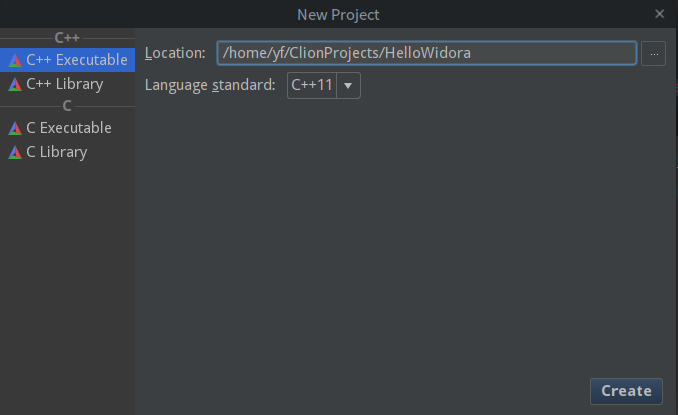 New Project
C++
C++ Executable
C++ Library
C
C Executable
C Library
Location: /home/yf/ClionProjects/HelloWidora ...
Language standard: C++11
Create